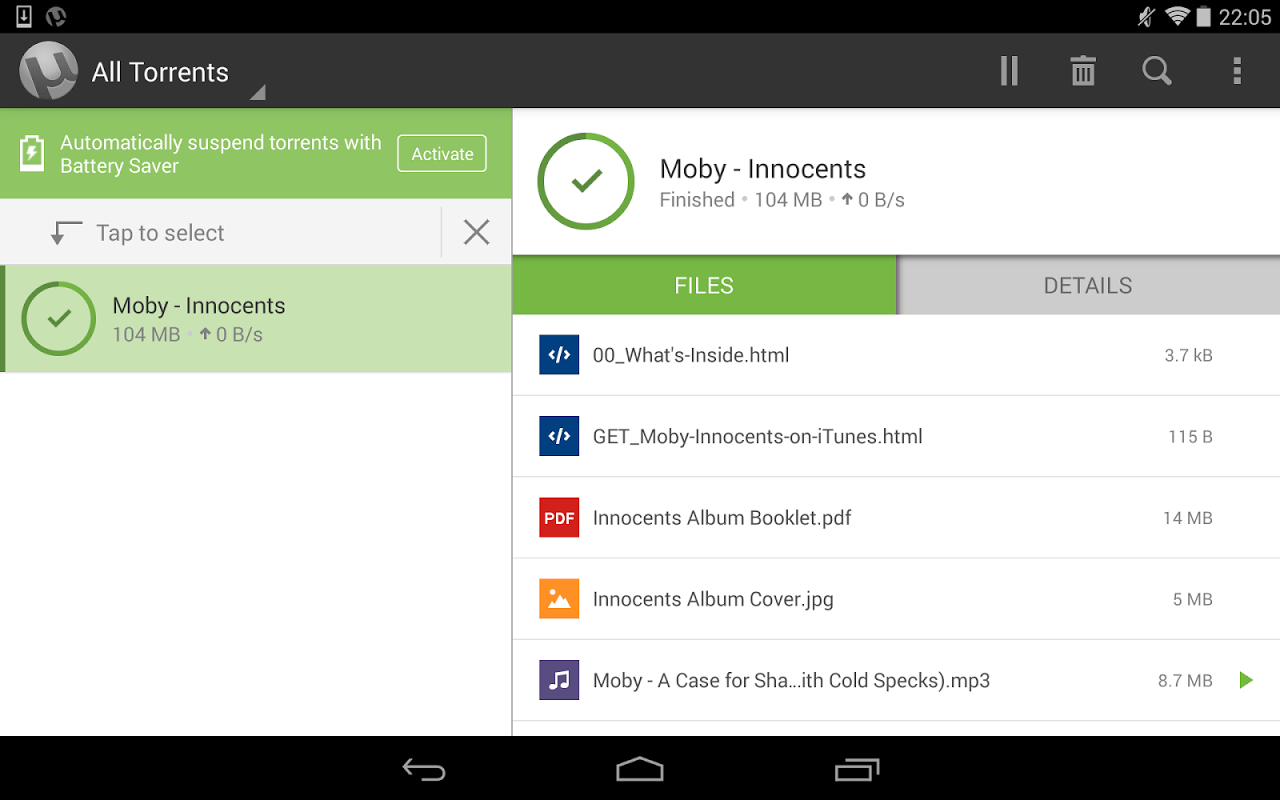 22:05
All Torrents
Automatically suspend torrents with
Battery Saver
Activate
Tap to select
Moby - Innocents
104 MB • ↑ 0 B/s
Moby - Innocents
Finished • 104 MB • ↑ 0 B/s
FILES
DETAILS
00_What's-Inside.html
3.7 kB
GET_Moby-Innocents-on-iTunes.html
115 B
PDF
Innocents Album Booklet.pdf
14 MB
Innocents Album Cover.jpg
5 MB
Moby - A Case for Sha...ith Cold Specks).mp3
8.7 MB